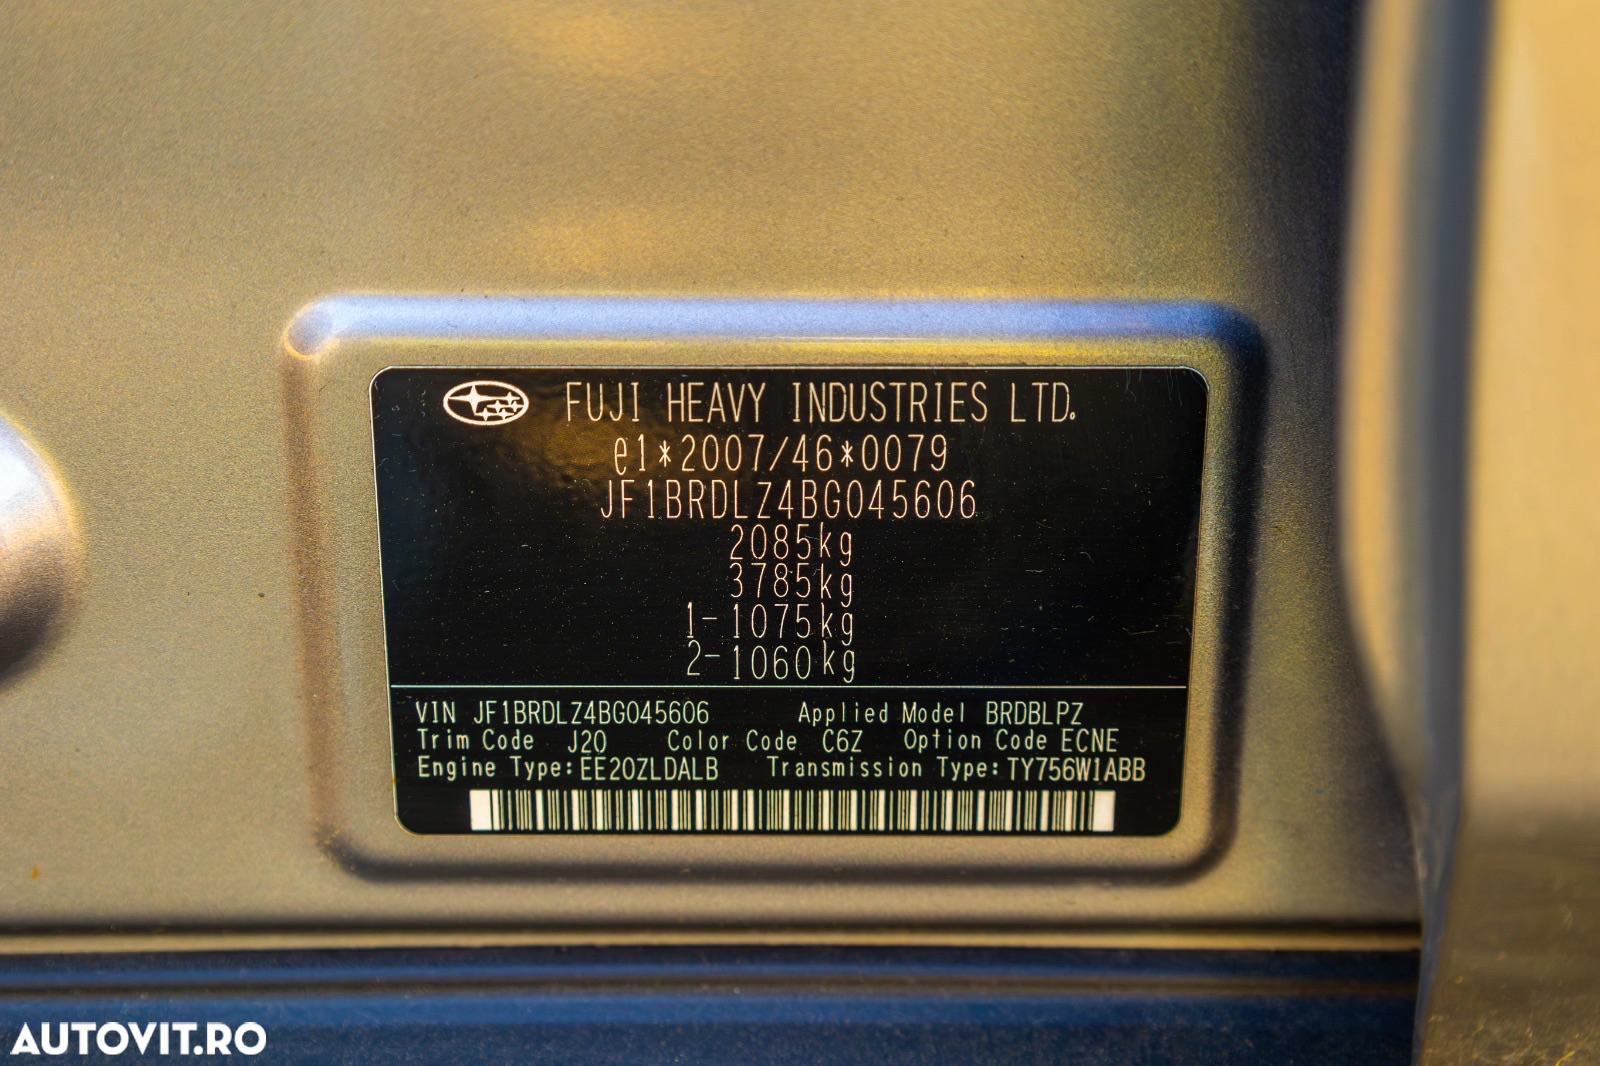 FUJI HEAVY INDUSTRIES LTD.
e1*2007/46*0079
JF1BRDLZ4BG045606
2085kg
3785kg
1-1075kg
2-1060kg
VIN JF1BRDLZ4BG045606 Applied Model BRDBLPZ
Trim Code J20 Color Code C6Z Option Code ECNE
Engine Type:EE20ZLDALB Transmission Type:TY756W1ABB
AUTOVIT.RO